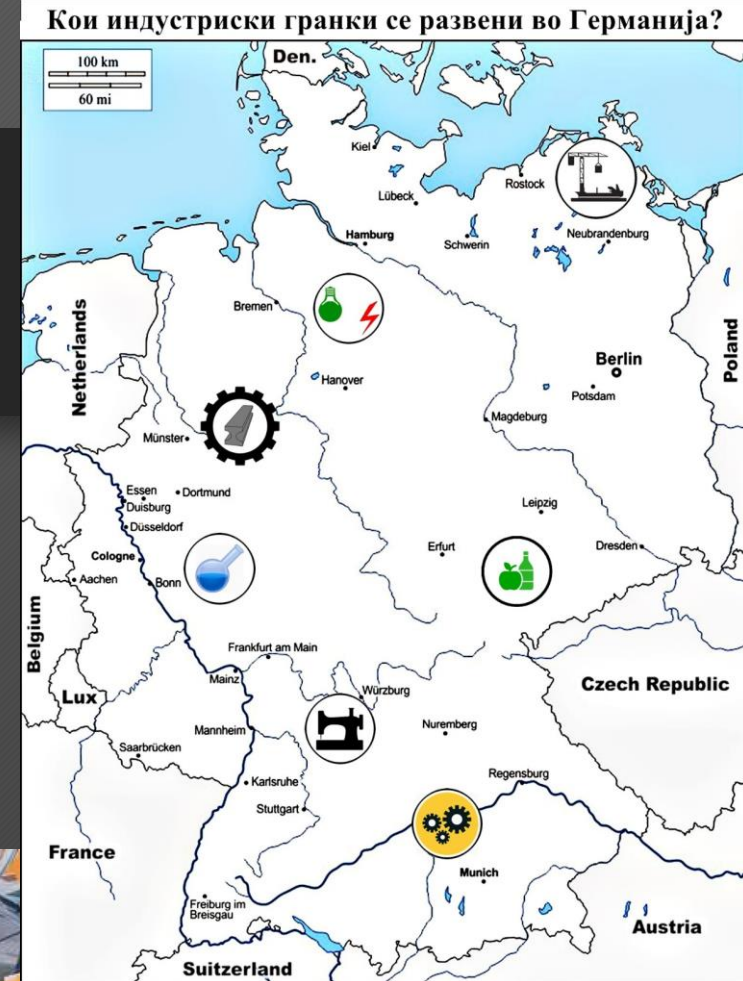 Кои индустриски гранки се развени во Германија?
100 km
60 mi
Den.
Kiel
Lübeck
Rostock
Hamburg
Schwerin
Neubrandenburg
Bremen
Netherlands
Poland
Berlin
Hanover
Potsdam
Magdeburg
Münster
Essen
Dortmund
Duisburg
Leipzig
Düsseldorf
Cologne
Erfurt
Dresden
Aachen
Bonn
Belgium
Frankfurt am Main
Mainz
Würzburg
Czech Republic
Lux
Mannheim
Nuremberg
Saarbrücken
Regensburg
Karlsruhe
Stuttgart
France
Munich
Freiburg im
Breisgau
Austria
Suitzerland